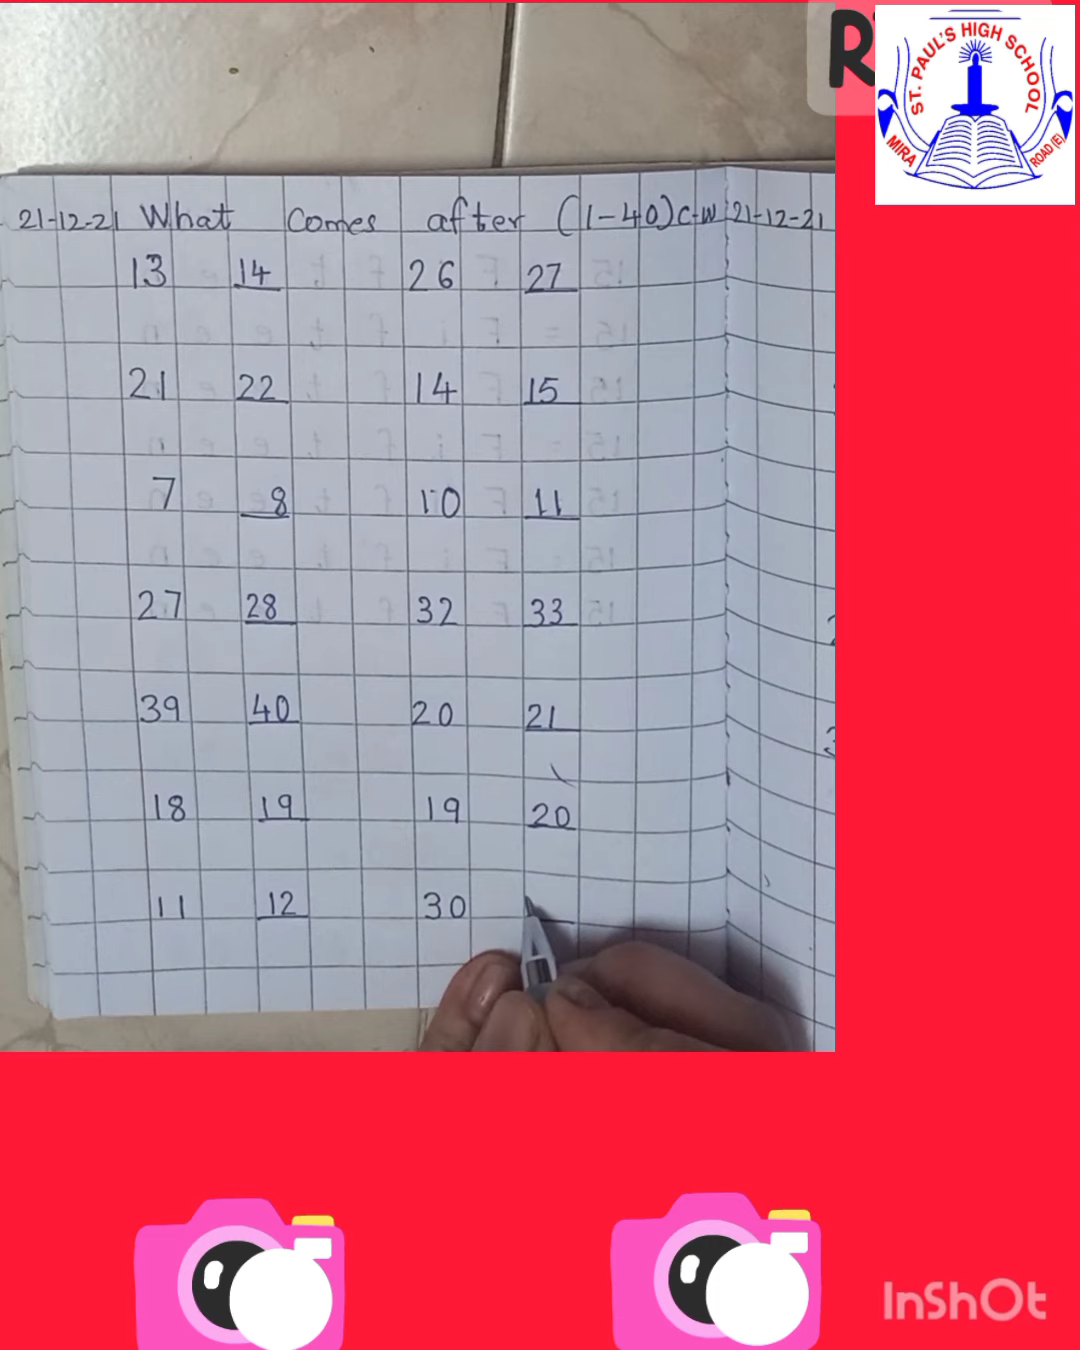 ST. PAUL'S HIGH SCHOOL
MIRA ROAD (E)
21-12-21 What Comes after (1-40) C-W 21-12-21
13 14 26 27
21 22 14 15
7 8 10 11
27 28 32 33
39 40 20 21
18 19 19 20
11 12 30
InShOt